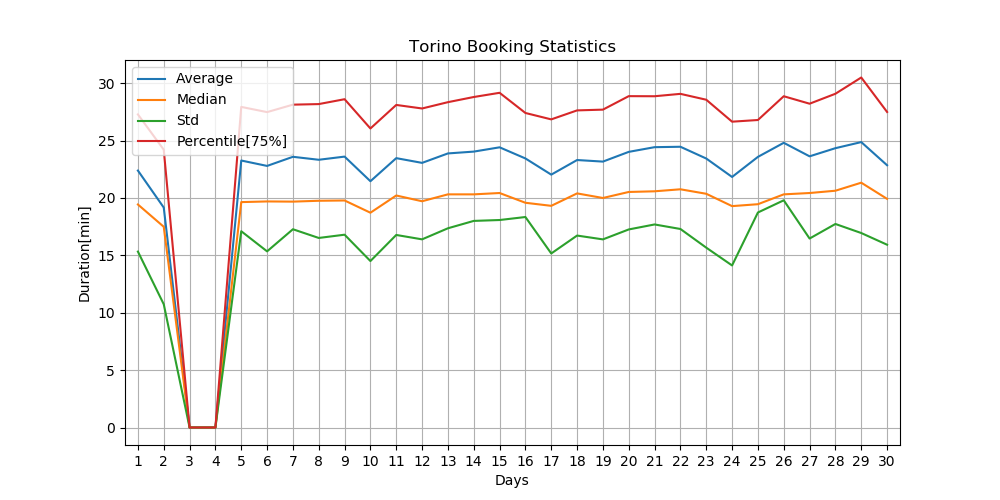 Torino Booking Statistics
Average
Median
Std
Percentile[75%]
30
25
20
15
10
5
0
Duration[min]
1 2 3 4 5 6 7 8 9 10 11 12 13 14 15 16 17 18 19 20 21 22 23 24 25 26 27 28 29 30
Days